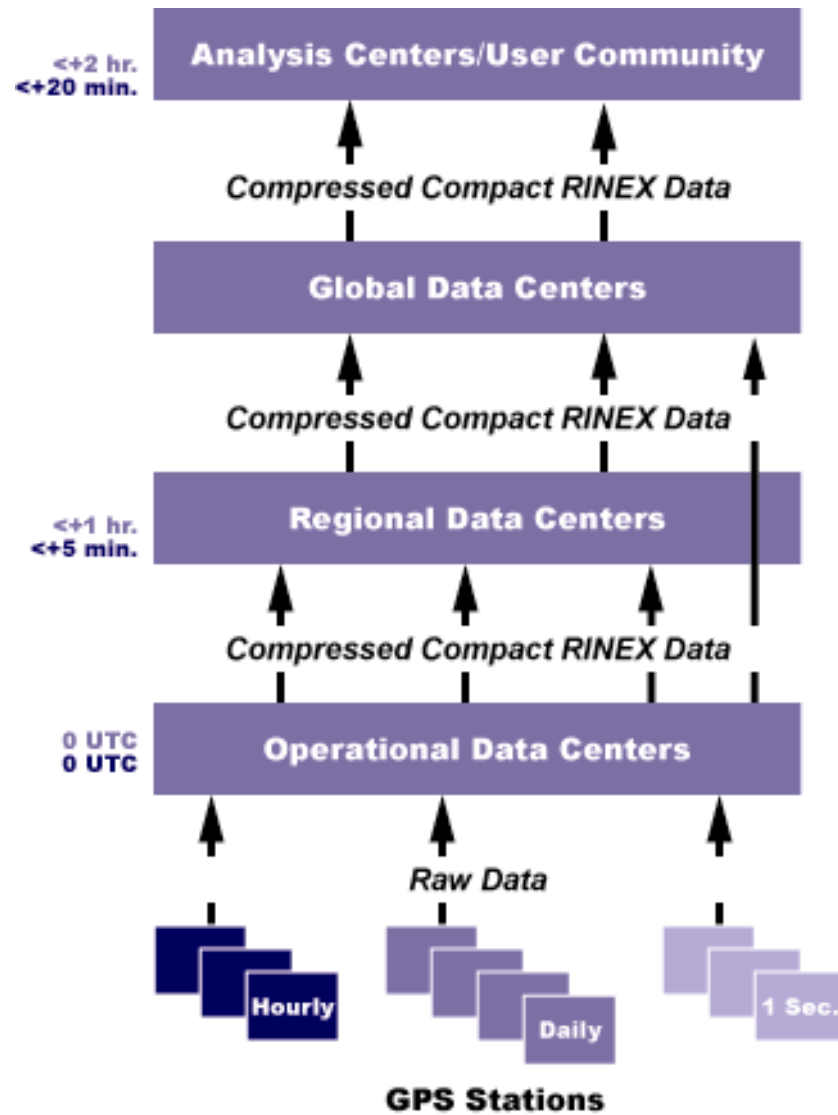 Analysis Centers/User Community
<+2 hr.
<+20 min.
Compressed Compact RINEX Data
Global Data Centers
Compressed Compact RINEX Data
Regional Data Centers
<+1 hr.
<+5 min.
Compressed Compact RINEX Data
Operational Data Centers
0 UTC
0 UTC
Raw Data
Hourly
Daily
1 Sec.
GPS Stations